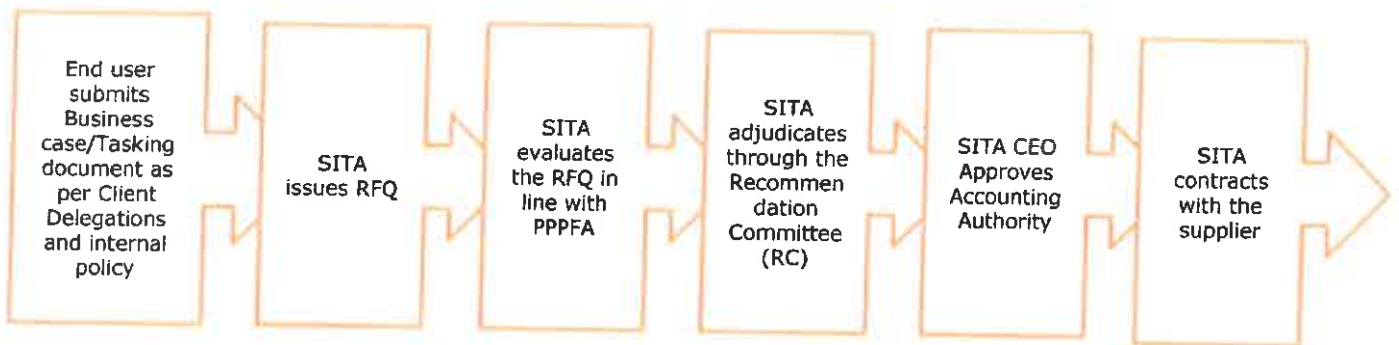 End user
submits
Business
case/Tasking
document as
per Client
Delegations
and internal
policy
SITA
issues RFQ
SITA
evaluates
the RFQ in
line with
PPPFA
SITA
adjudicates
through the
Recommen
dation
Committee
(RC)
SITA CEO
Approves
Accounting
Authority
SITA
contracts
with the
supplier